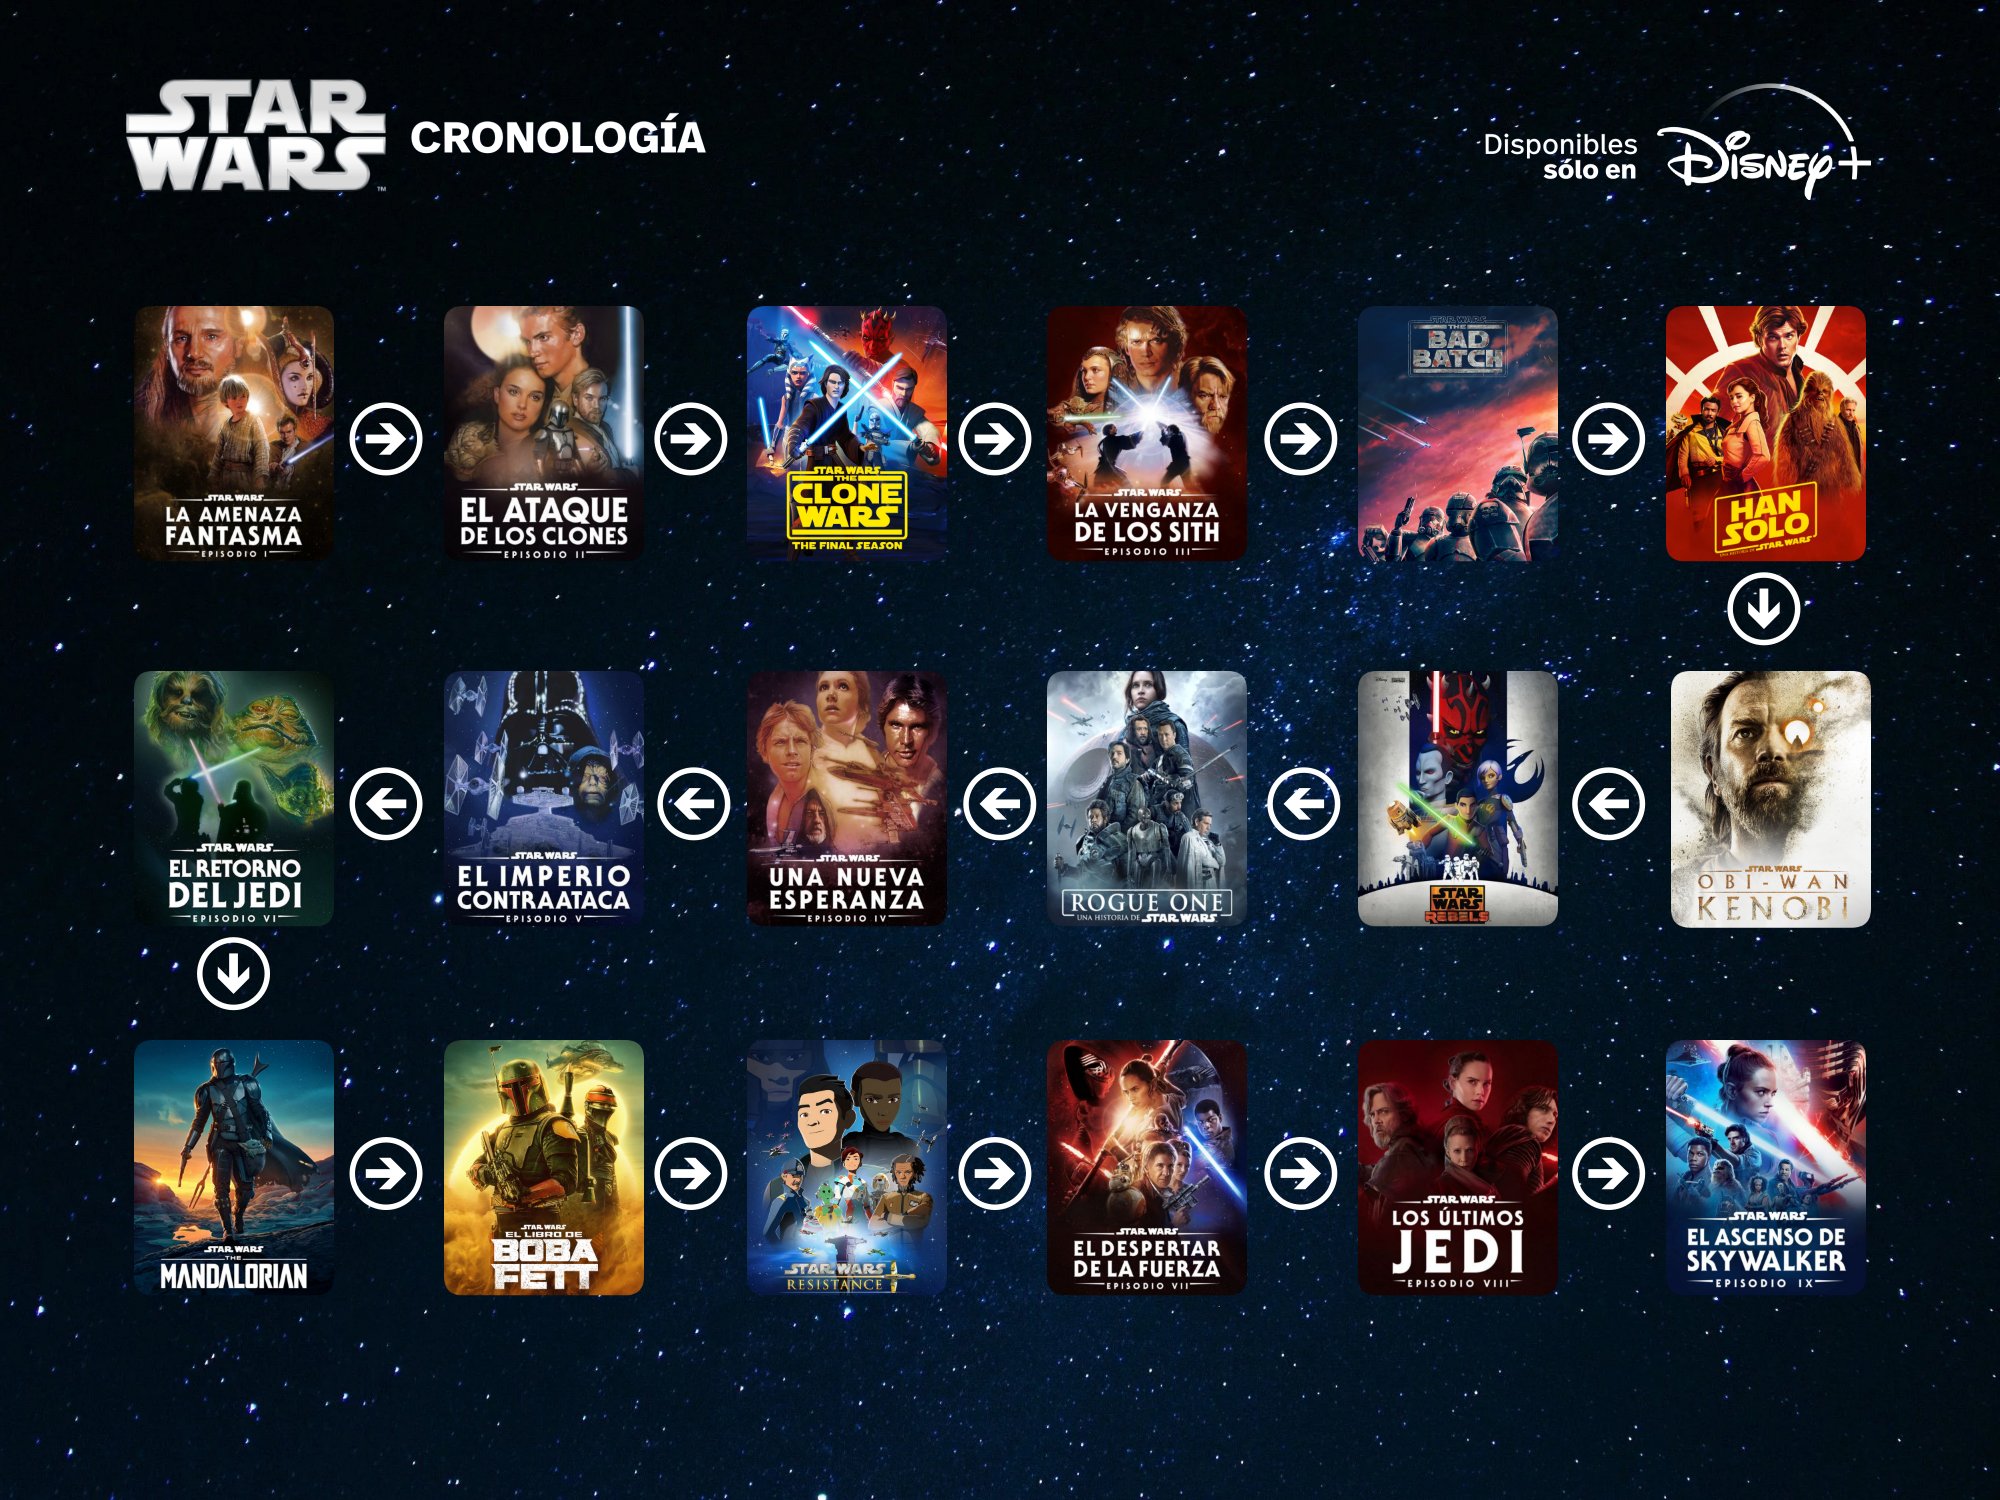 STAR
WARS™
CRONOLOGÍA
Disponibles
sólo en
Disney+
STAR WARS
LA AMENAZA
FANTASMA
EPISODIO I
STAR WARS
EL ATAQUE
DE LOS CLONES
EPISODIO II
STAR WARS
THE
CLONE
WARS
THE FINAL SEASON
STAR WARS
LA VENGANZA
DE LOS SITH
EPISODIO III
STAR WARS
THE
BAD
BATCH
HAN
SOLO
UNA HISTORIA DE STAR WARS
STAR WARS
OBI-WAN
KENOBI
STAR
WARS
REBELS
ROGUE ONE
UNA HISTORIA DE STAR WARS
STAR WARS
UNA NUEVA
ESPERANZA
EPISODIO IV
STAR WARS
EL IMPERIO
CONTRAATACA
EPISODIO V
STAR WARS
EL RETORNO
DEL JEDI
EPISODIO VI
STAR WARS
THE
MANDALORIAN
STAR WARS
EL LIBRO DE
BOBA
FETT
STAR WARS
RESISTANCE
STAR WARS
EL DESPERTAR
DE LA FUERZA
EPISODIO VII
STAR WARS
LOS ÚLTIMOS
JEDI
EPISODIO VIII
STAR WARS
EL ASCENSO DE
SKYWALKER
EPISODIO IX